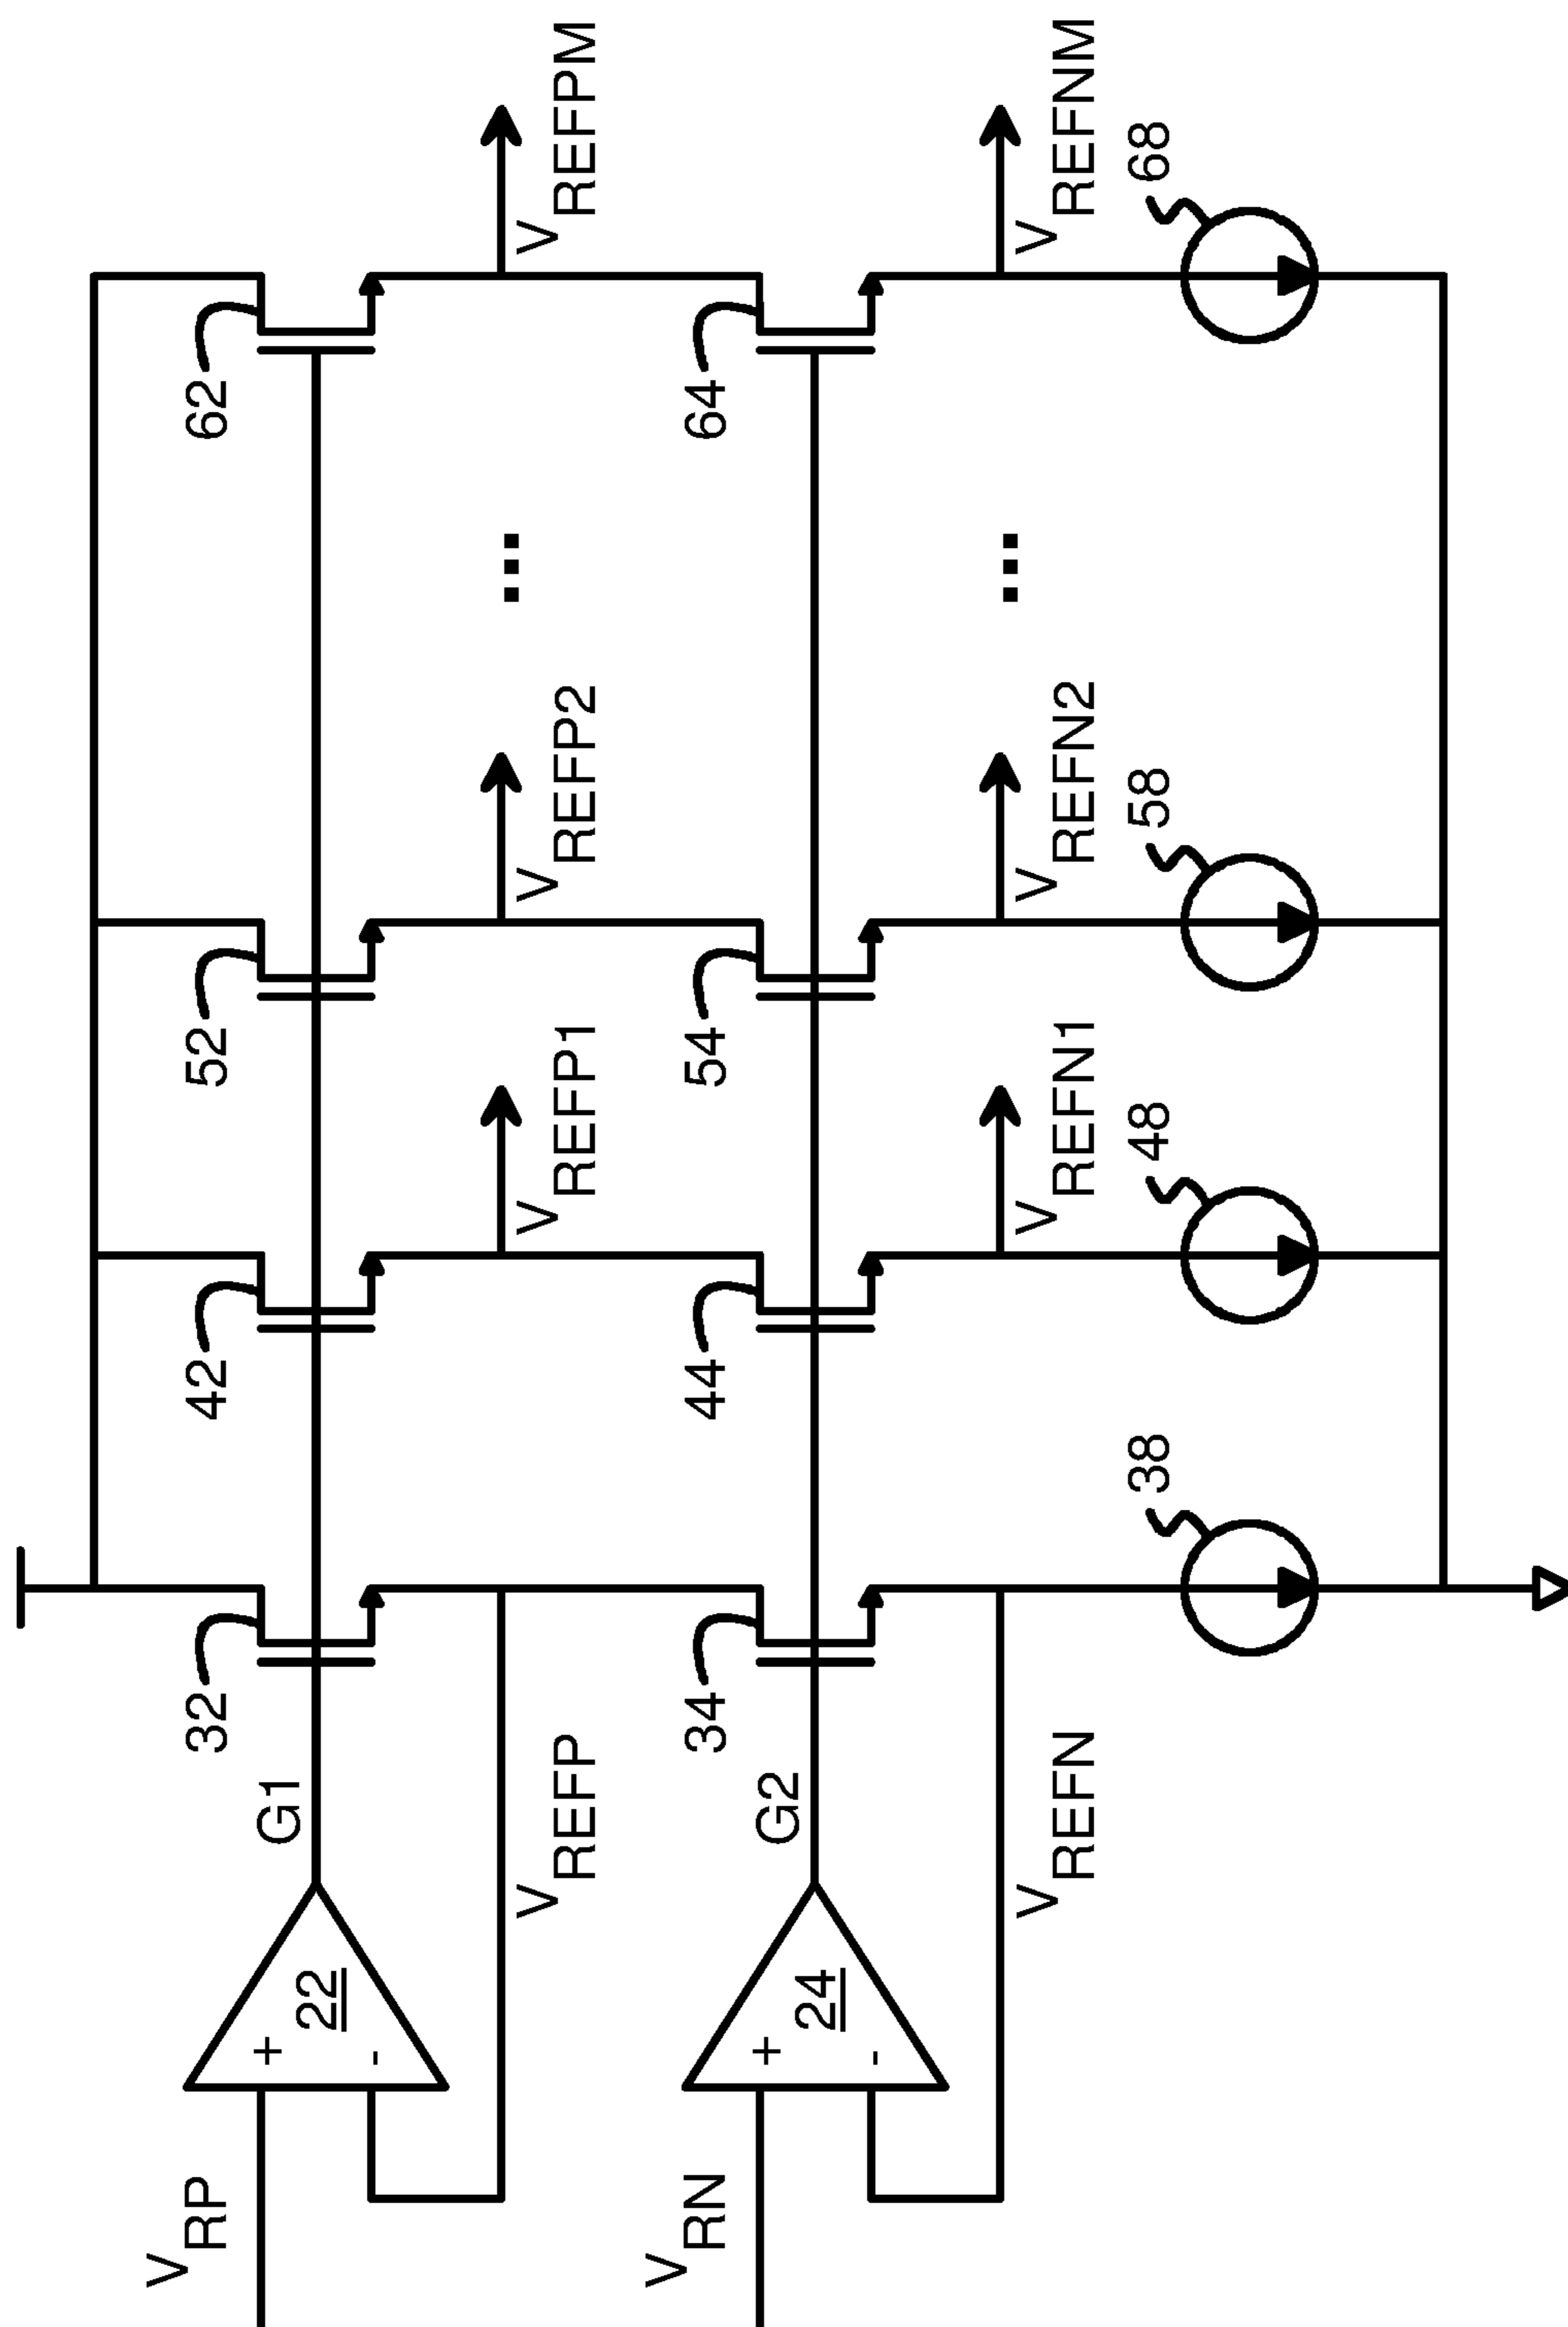 VRP
+
-
22
G1
VREFP
32
42
VREFP1
52
VREFP2
...
62
VREFPM
VRN
+
-
24
G2
VREFN
34
44
VREFN1
54
VREFN2
...
64
VREFNM
38
48
58
68